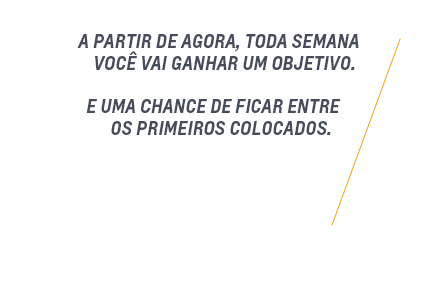 A PARTIR DE AGORA, TODA SEMANA
VOCÊ VAI GANHAR UM OBJETIVO.
E UMA CHANCE DE FICAR ENTRE
OS PRIMEIROS COLOCADOS.